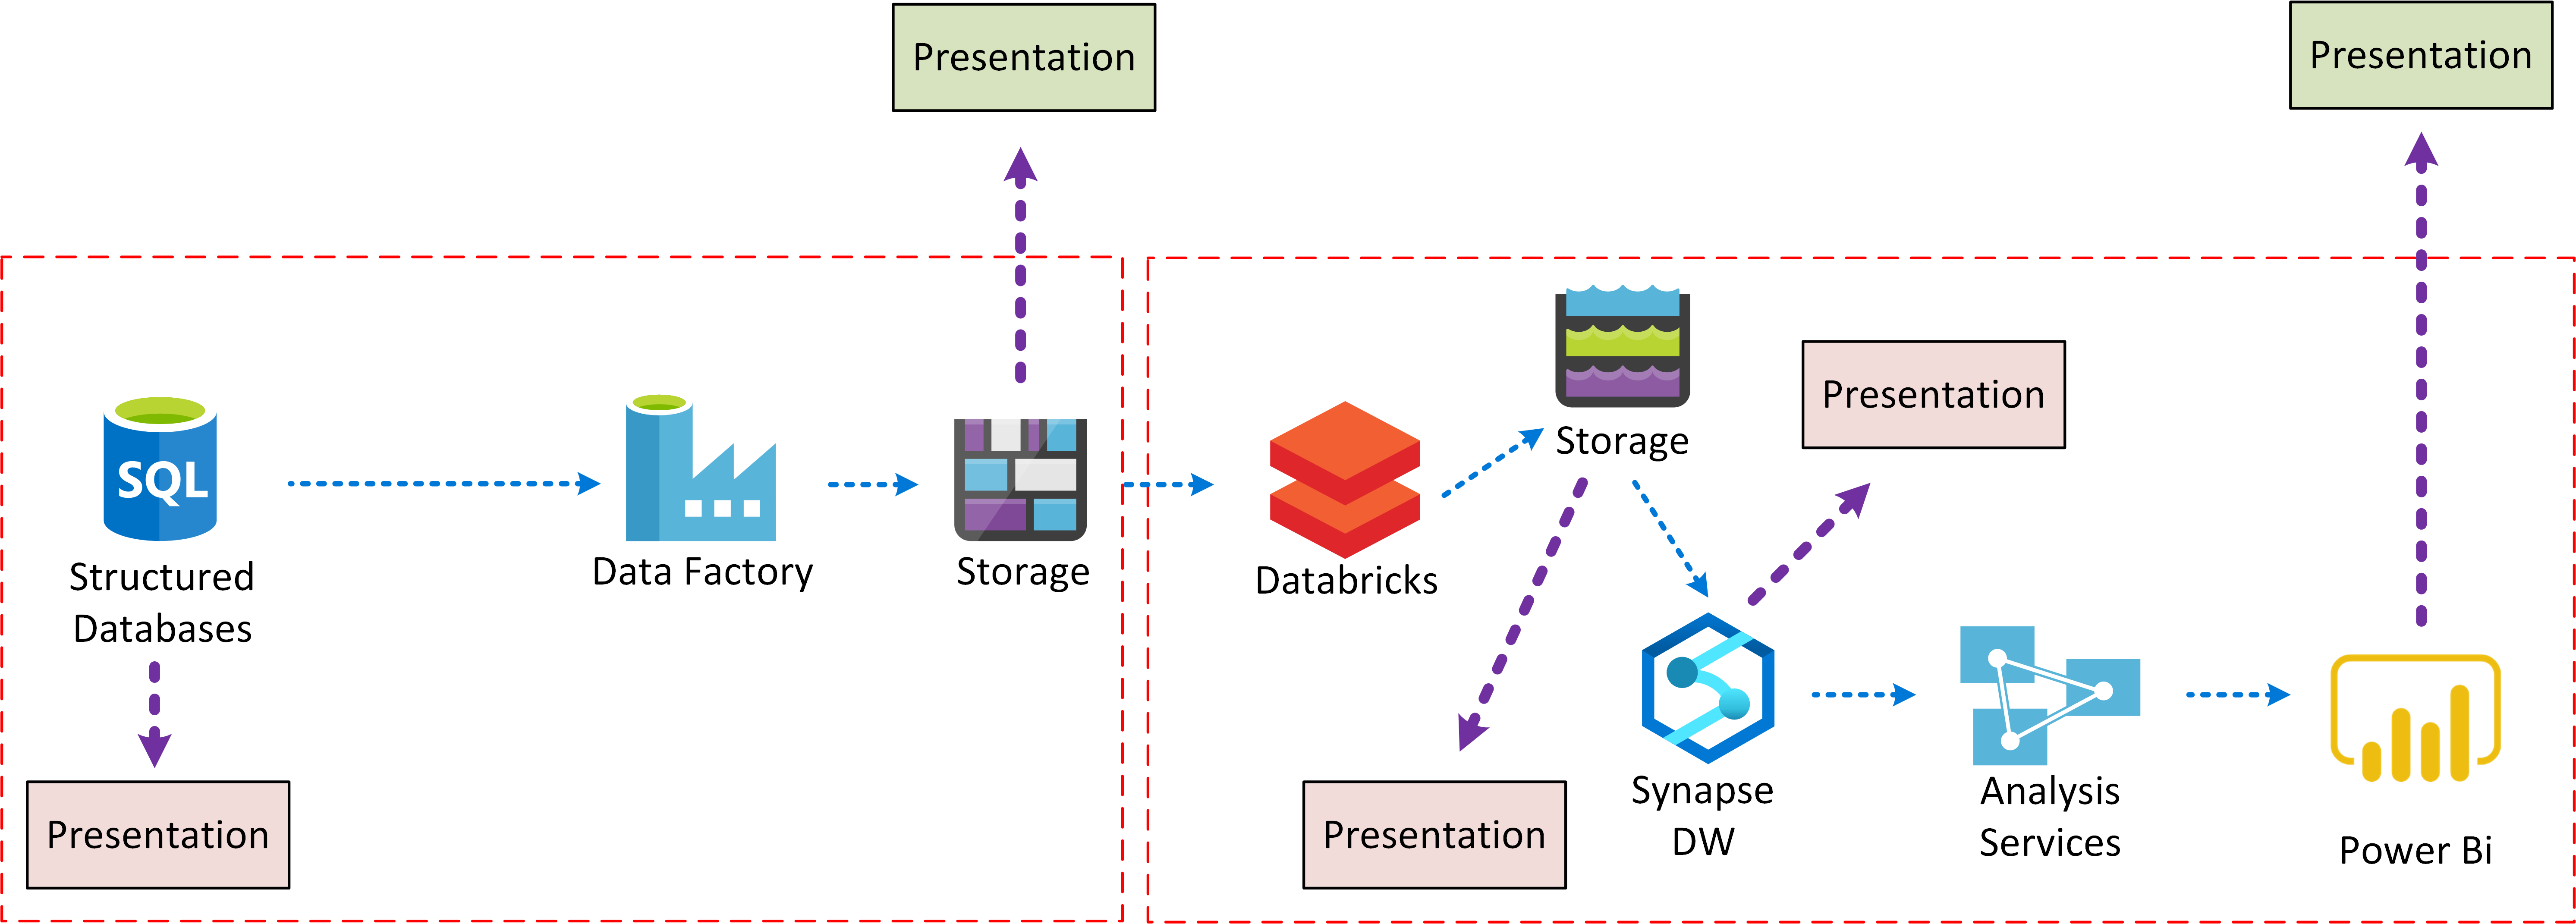 Presentation
Presentation
Presentation
Storage
SQL
Structured
Databases
Data Factory
Storage
Databricks
Synapse
DW
Analysis
Services
Power Bi
Presentation
Presentation